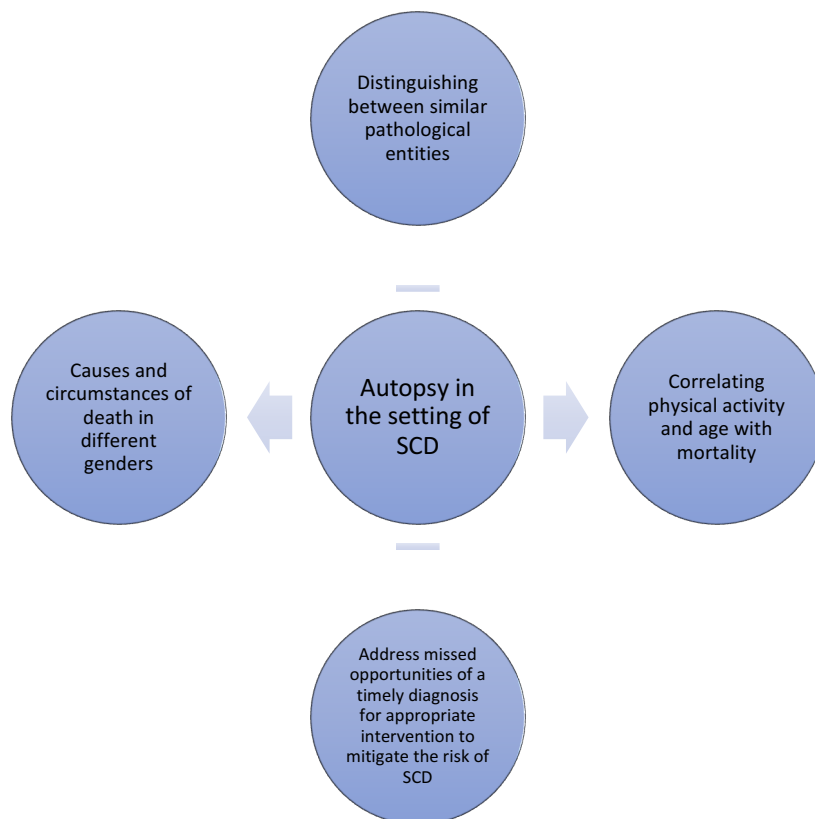 Distinguishing
between similar
pathological
entities
Causes and
circumstances of
death in
different
genders
Autopsy in
the setting of
SCD
Correlating
physical activity
and age with
mortality
Address missed
opportunities of a
timely diagnosis
for appropriate
intervention to
mitigate the risk of
SCD